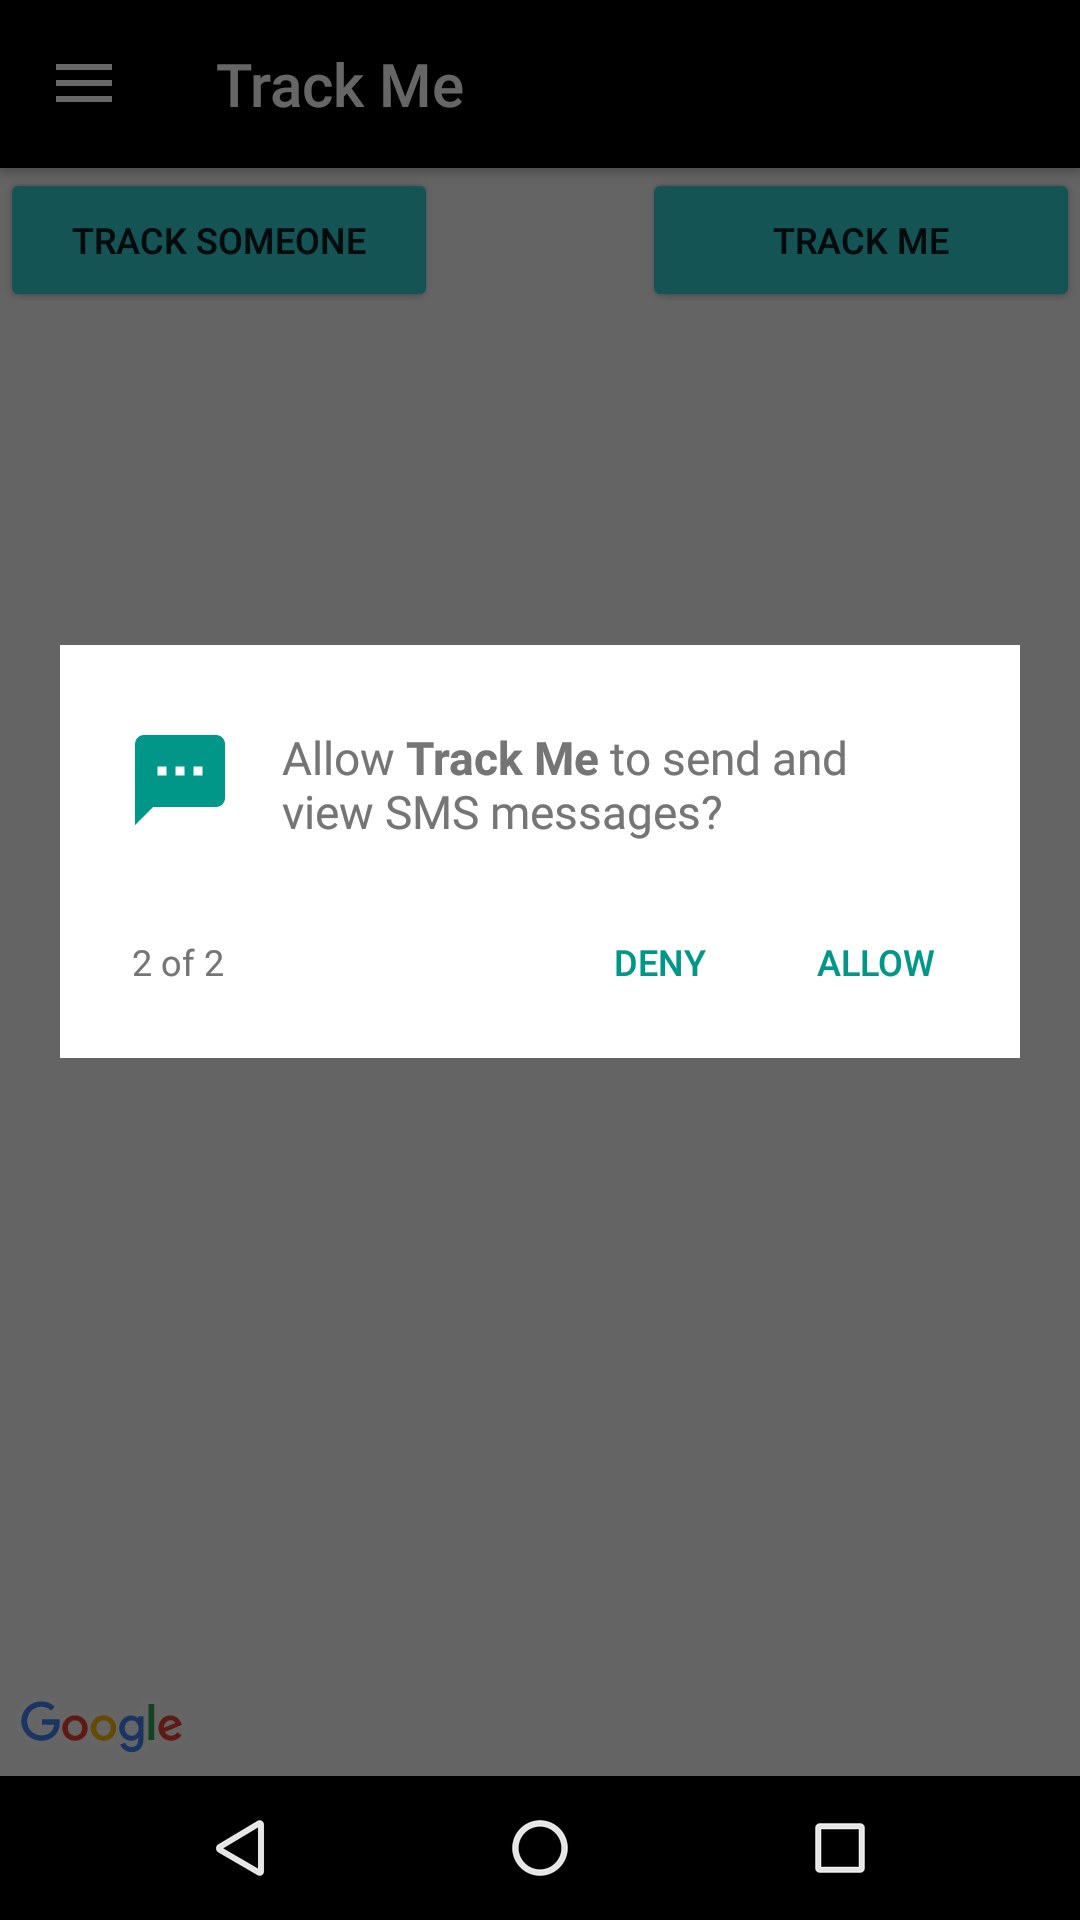 Track Me
TRACK SOMEONE
TRACK ME
Allow Track Me to send and
view SMS messages?
2 of 2
DENY
ALLOW
Google